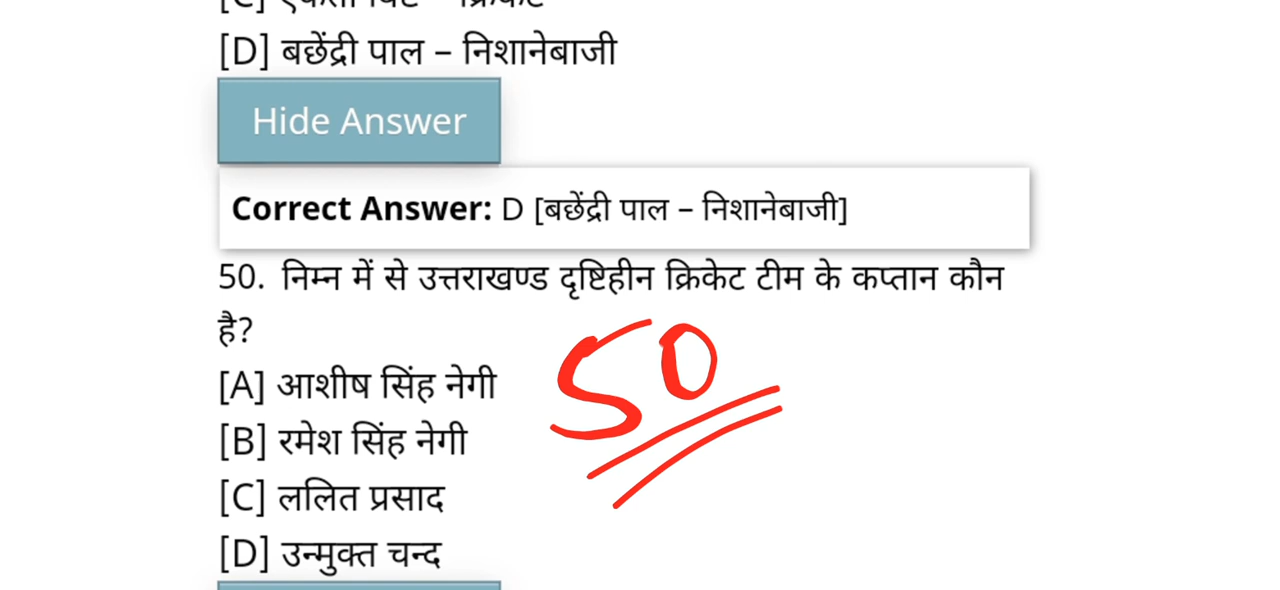 [D] बछेंद्री पाल – निशानेबाजी
Hide Answer
Correct Answer: D [बछेंद्री पाल – निशानेबाजी]
50. निम्न में से उत्तराखण्ड दृष्टिहीन क्रिकेट टीम के कप्तान कौन
है?
50
[A] आशीष सिंह नेगी
[B] रमेश सिंह नेगी
[C] ललित प्रसाद
[D] उन्मुक्त चन्द